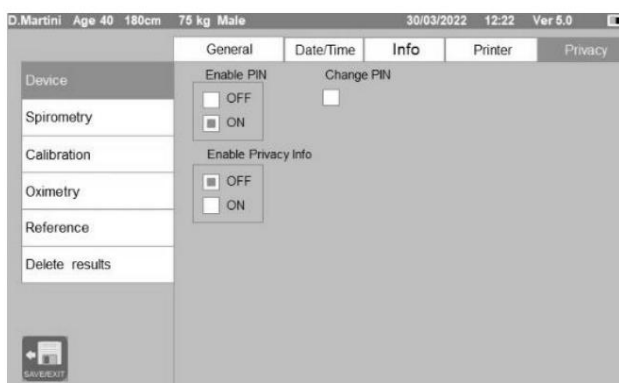 D.Martini Age 40 180cm 75 kg Male 30/03/2022 12:22 Ver 5.0
General Date/Time Info Printer Privacy
Device
Spirometry
Calibration
Oximetry
Reference
Delete results
Enable PIN Change PIN
OFF
ON
Enable Privacy Info
OFF
ON
SAVE/EXIT